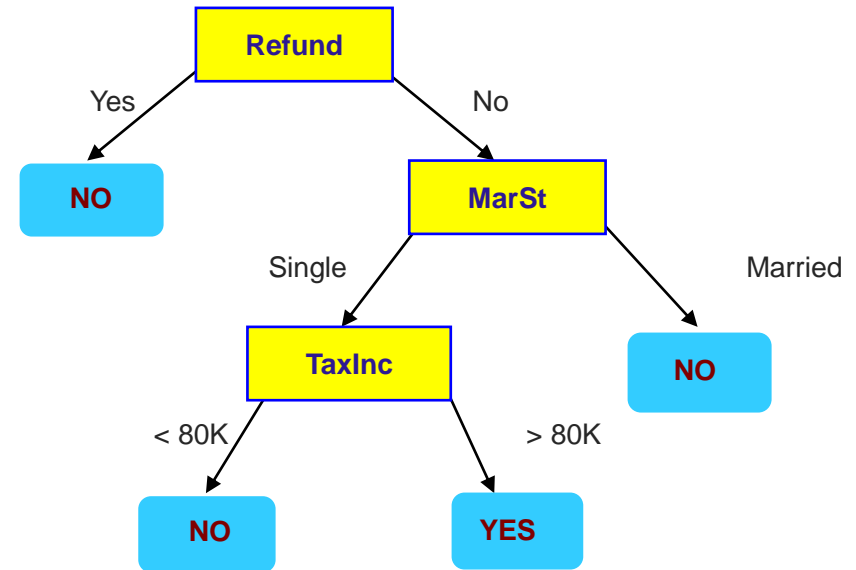 Refund
Yes
No
NO
MarSt
Single
Married
TaxInc
NO
< 80K
> 80K
NO
YES